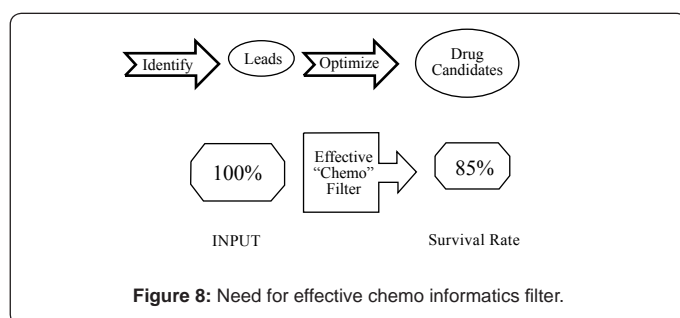 Identify
Leads
Optimize
Drug
Candidates
100%
Effective
"Chemo"
Filter
85%
INPUT
Survival Rate
Figure 8: Need for effective chemo informatics filter.